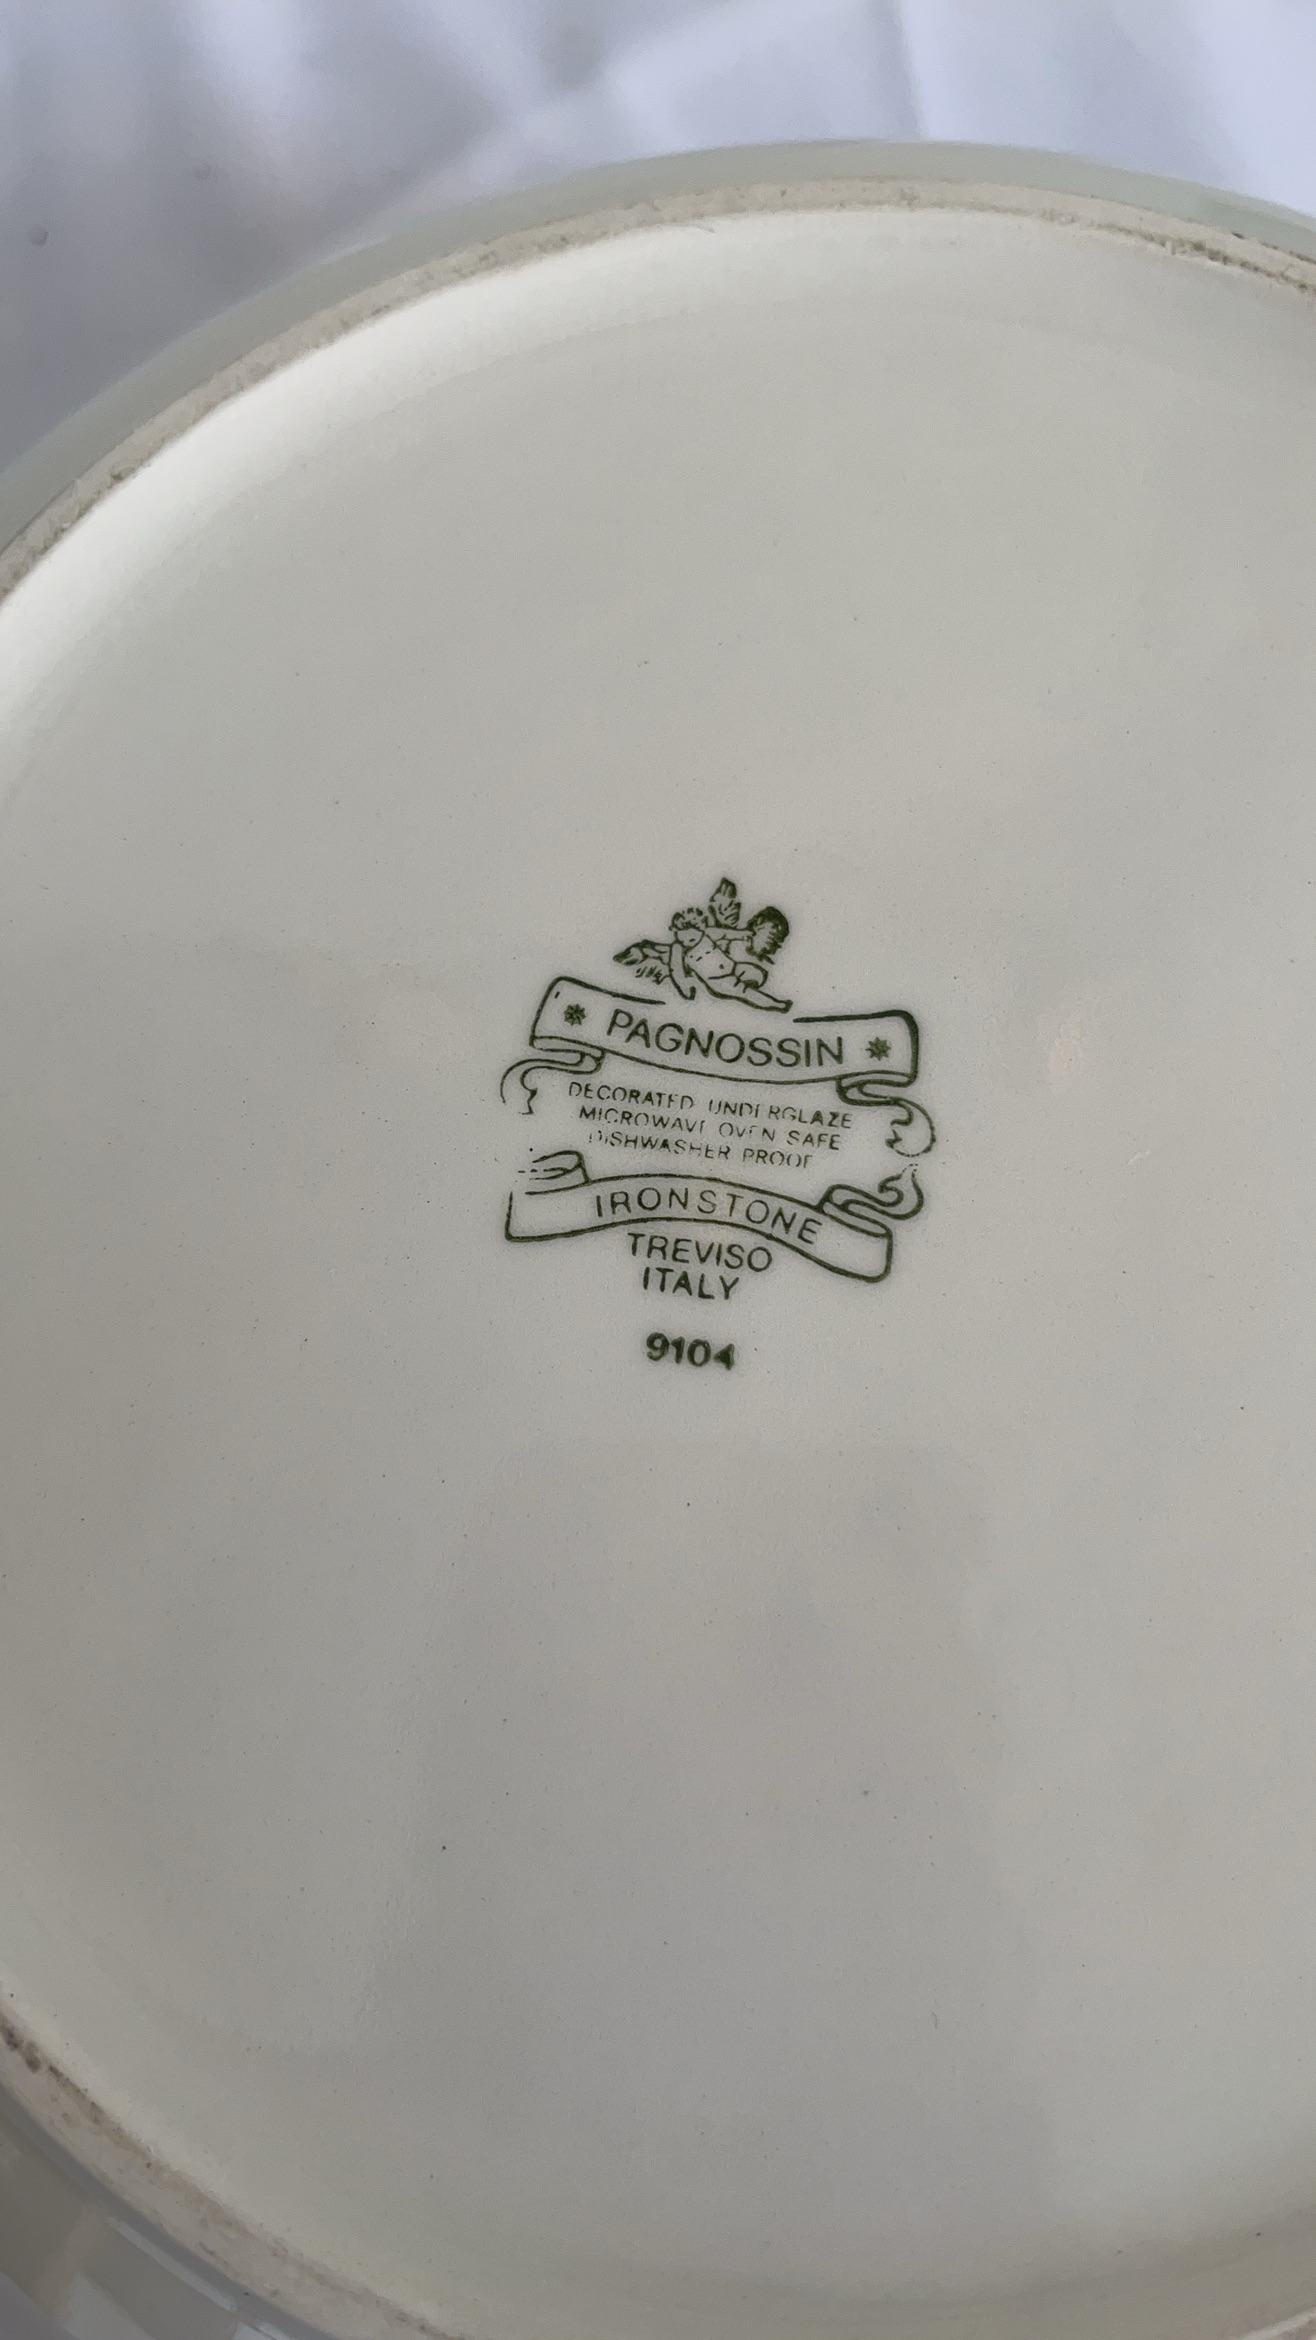 PAGNOSSIN
DECORATED UNDERGLAZE
MICROWAVE OVEN SAFE
DISHWASHER PROOF
IRONSTONE
TREVISO
ITALY
9104